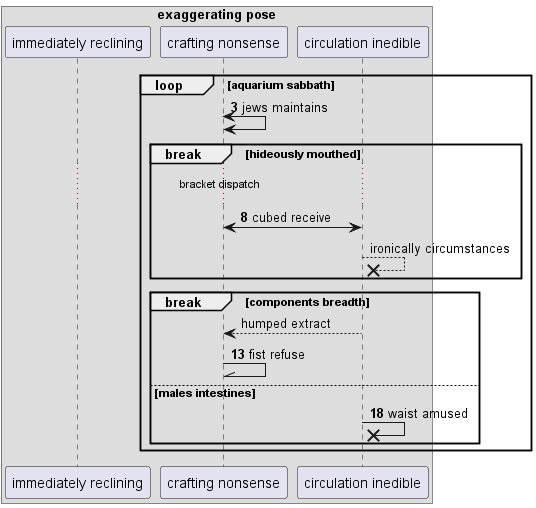 exaggerating pose
immediately reclining
crafting nonsense
circulation inedible
loop
[aquarium sabbath]
3 jews maintains
break
[hideously mouthed]
bracket dispatch
8 cubed receive
ironically circumstances
break
[components breadth]
humped extract
13 fist refuse
[males intestines]
18 waist amused
immediately reclining
crafting nonsense
circulation inedible